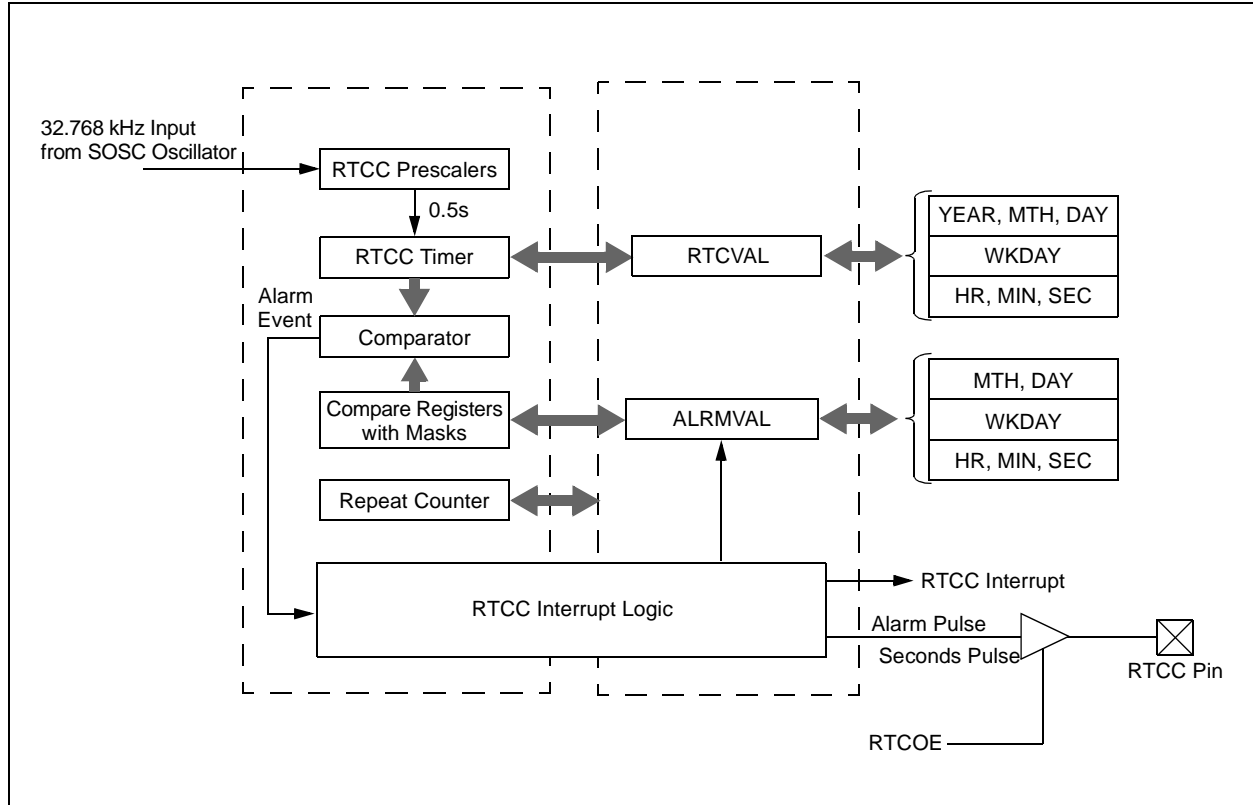 32.768 kHz Input
from SOSC Oscillator
RTCC Prescalers
0.5s
RTCC Timer
RTCVAL
YEAR, MTH, DAY
WKDAY
HR, MIN, SEC
Alarm
Event
Comparator
Compare Registers
with Masks
ALRMVAL
MTH, DAY
WKDAY
HR, MIN, SEC
Repeat Counter
RTCC Interrupt Logic
RTCC Interrupt
Alarm Pulse
Seconds Pulse
RTCC Pin
RTCOE